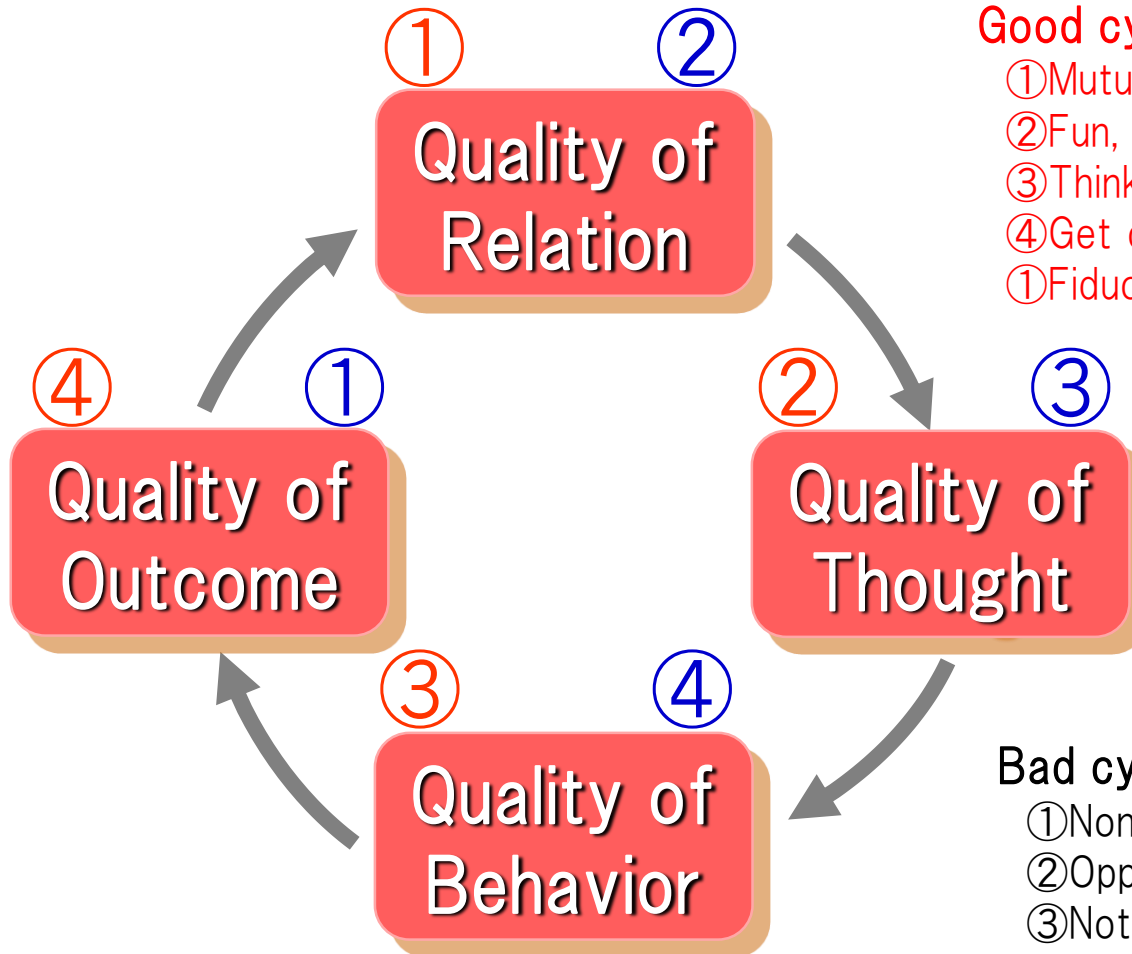 ① ②
Quality of
Relation
Good cy
①Mutu
②Fun,
③Think
④Get
①Fiduc
④ ①
Quality of
Outcome
② ③
Quality of
Thought
③ ④
Quality of
Behavior
Bad cy
①Non
②Opp
③Not